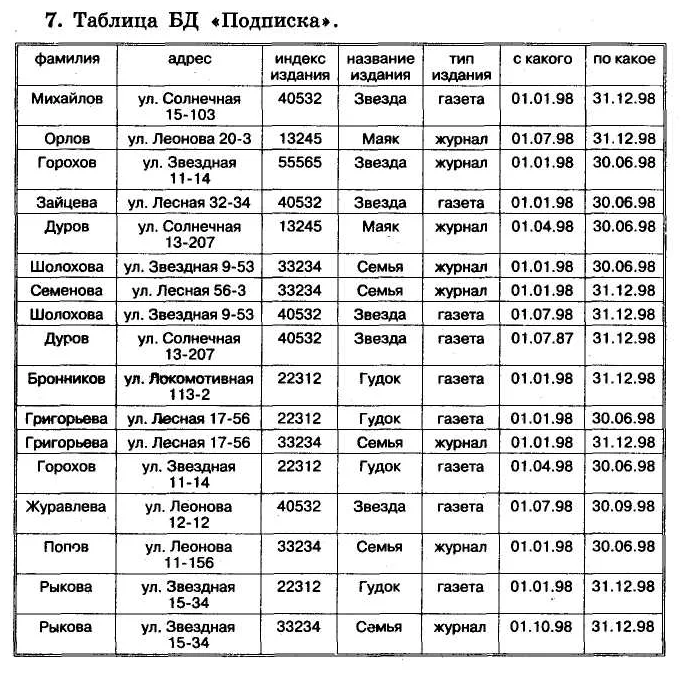 7. Таблица БД «Подписка».
фамилия адрес индекс издания название издания тип издания с какого по какое
Михайлов ул. Солнечная 15-103 40532 Звезда газета 01.01.98 31.12.98
Орлов ул. Леонова 20-3 13245 Маяк журнал 01.07.98 31.12.98
Горохов ул. Звездная 11-14 55565 Звезда журнал 01.01.98 30.06.98
Зайцева ул. Лесная 32-34 40532 Звезда газета 01.01.98 30.06.98
Дуров ул. Солнечная 13-207 13245 Маяк журнал 01.04.98 30.06.98
Шолохова ул. Звездная 9-53 33234 Семья журнал 01.01.98 30.06.98
Семенова ул. Лесная 56-3 33234 Семья журнал 01.01.98 31.12.98
Шолохова ул. Звездная 9-53 40532 Звезда газета 01.07.98 31.12.98
Дуров ул. Солнечная 13-207 40532 Звезда газета 01.07.87 31.12.98
Бронников ул. Локомотивная 113-2 22312 Гудок газета 01.01.98 31.12.98
Григорьева ул. Лесная 17-56 22312 Гудок газета 01.01.98 30.06.98
Григорьева ул. Лесная 17-56 33234 Семья журнал 01.01.98 31.12.98
Горохов ул. Звездная 11-14 22312 Гудок газета 01.04.98 30.06.98
Журавлева ул. Леонова 12-12 40532 Звезда газета 01.07.98 30.09.98
Попов ул. Леонова 11-156 33234 Семья журнал 01.01.98 30.06.98
Рыкова ул. Звездная 15-34 22312 Гудок газета 01.01.98 31.12.98
Рыкова ул. Звездная 15-34 33234 Семья журнал 01.10.98 31.12.98